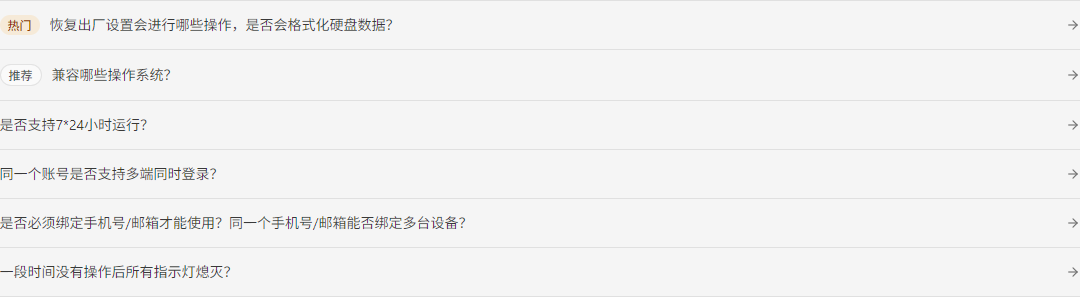 热门 恢复出厂设置会进行哪些操作，是否会格式化硬盘数据？
推荐 兼容哪些操作系统？
是否支持7*24小时运行？
同一个账号是否支持多端同时登录？
是否必须绑定手机号/邮箱才能使用？同一个手机号/邮箱能否绑定多台设备？
一段时间没有操作后所有指示灯熄灭？